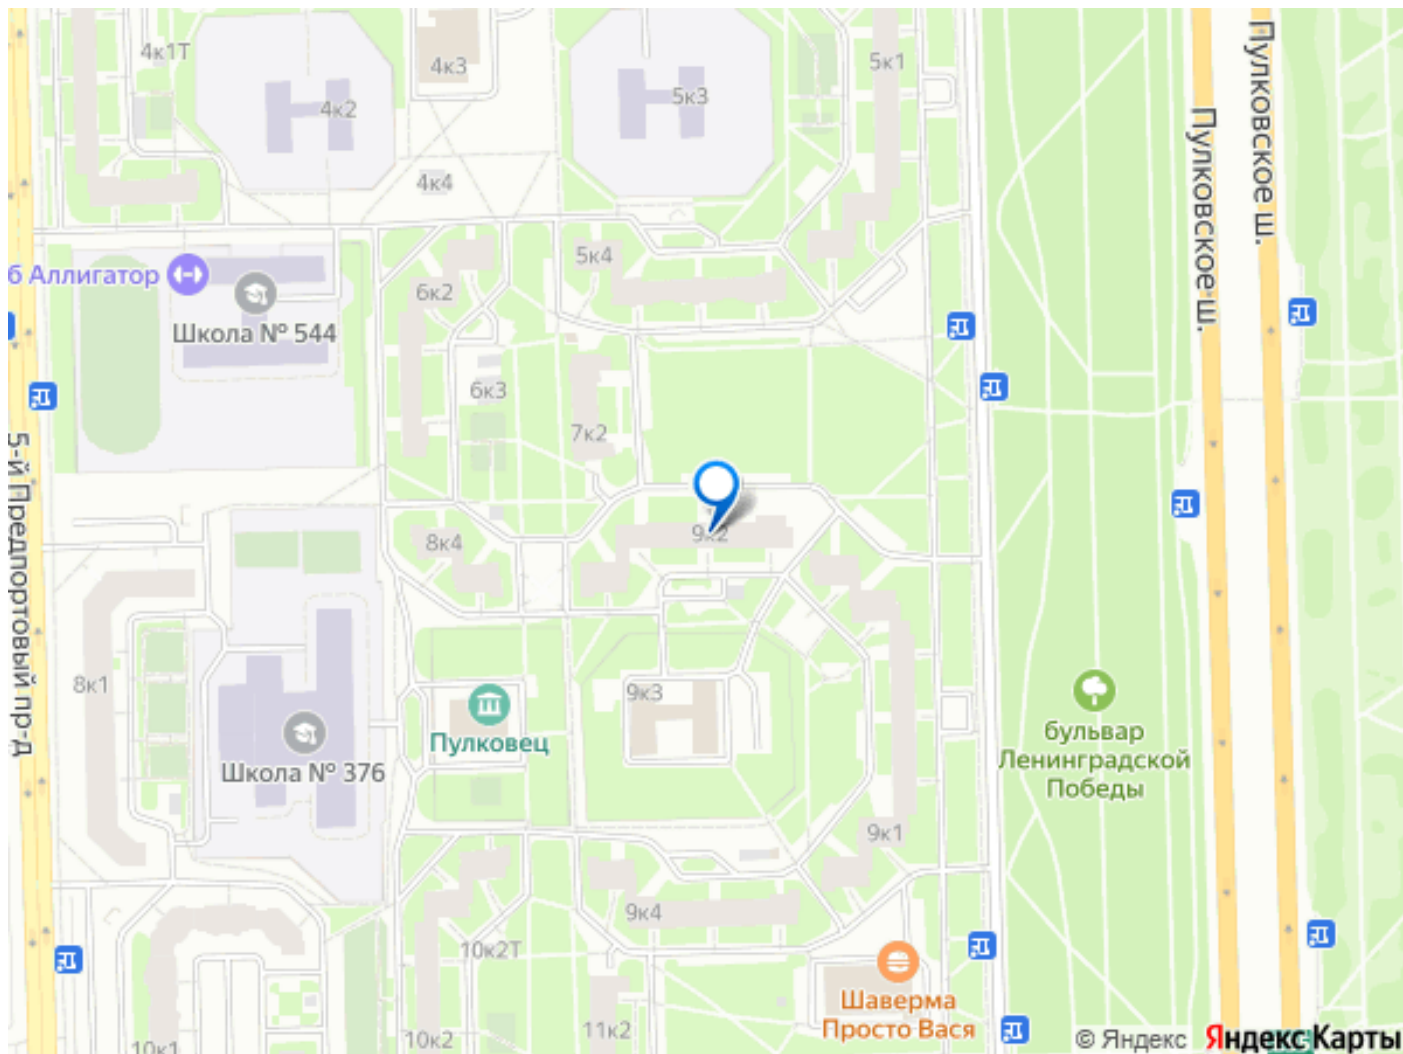 4к1Т
4к3
5к1
4к2
5к3
4к4
Пулковское ш.
Пулковское ш.
5к4
б Аллигатор
6к2
Школа № 544
6к3
7к2
5-й Предпортовый пр-д
8к4
9к2
8к1
9к3
Пулковец
Школа № 376
бульвар
Ленинградской
Победы
9к1
9к4
10к2Т
Шаверма
Просто Вася
11к2
10к2
10к1
© Яндекс Яндекс Карты